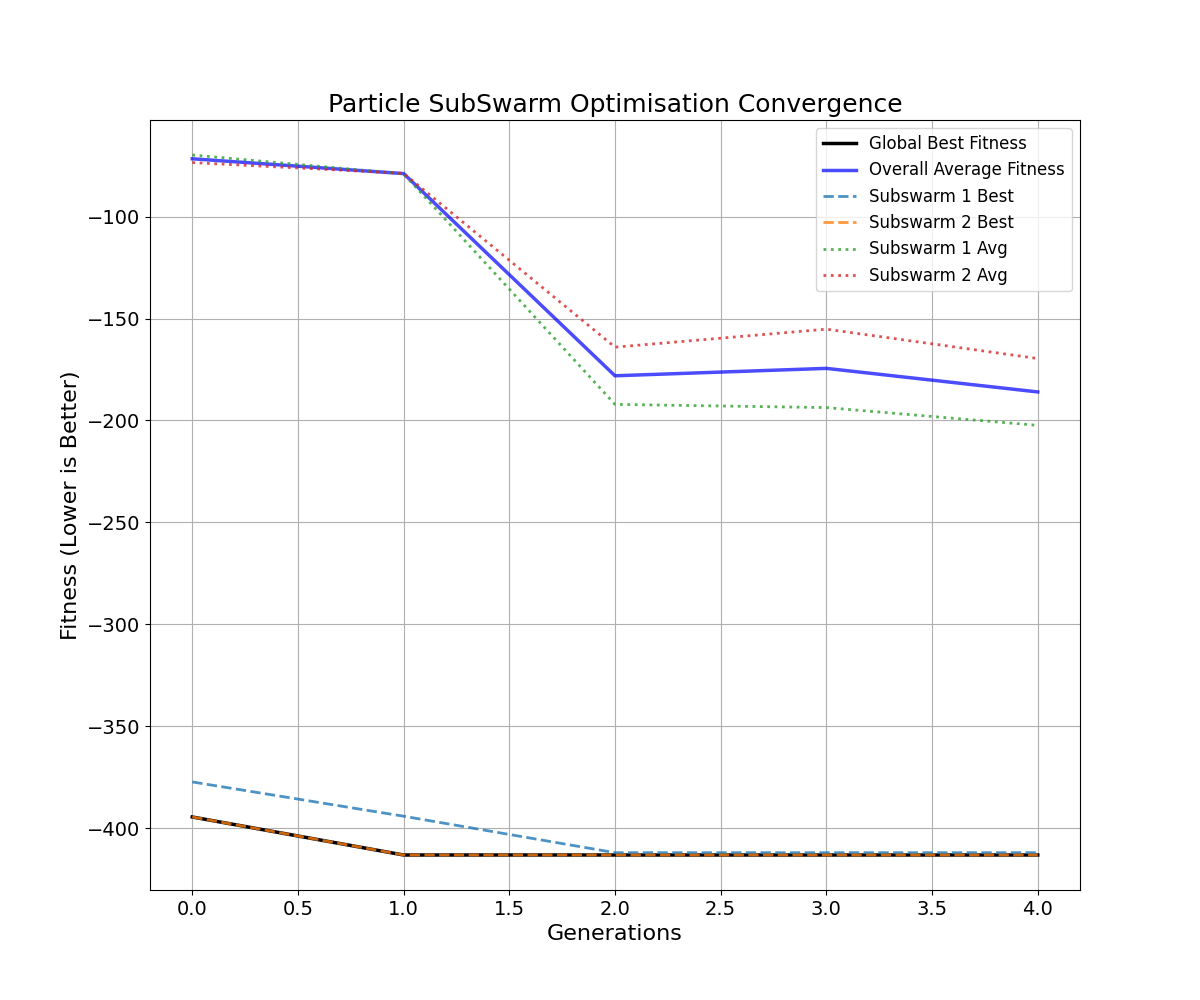 Particle SubSwarm Optimisation Convergence
Global Best Fitness
Overall Average Fitness
Subswarm 1 Best
Subswarm 2 Best
Subswarm 1 Avg
Subswarm 2 Avg
Fitness (Lower is Better)
−100
−150
−200
−250
−300
−350
−400
0.0 0.5 1.0 1.5 2.0 2.5 3.0 3.5 4.0
Generations